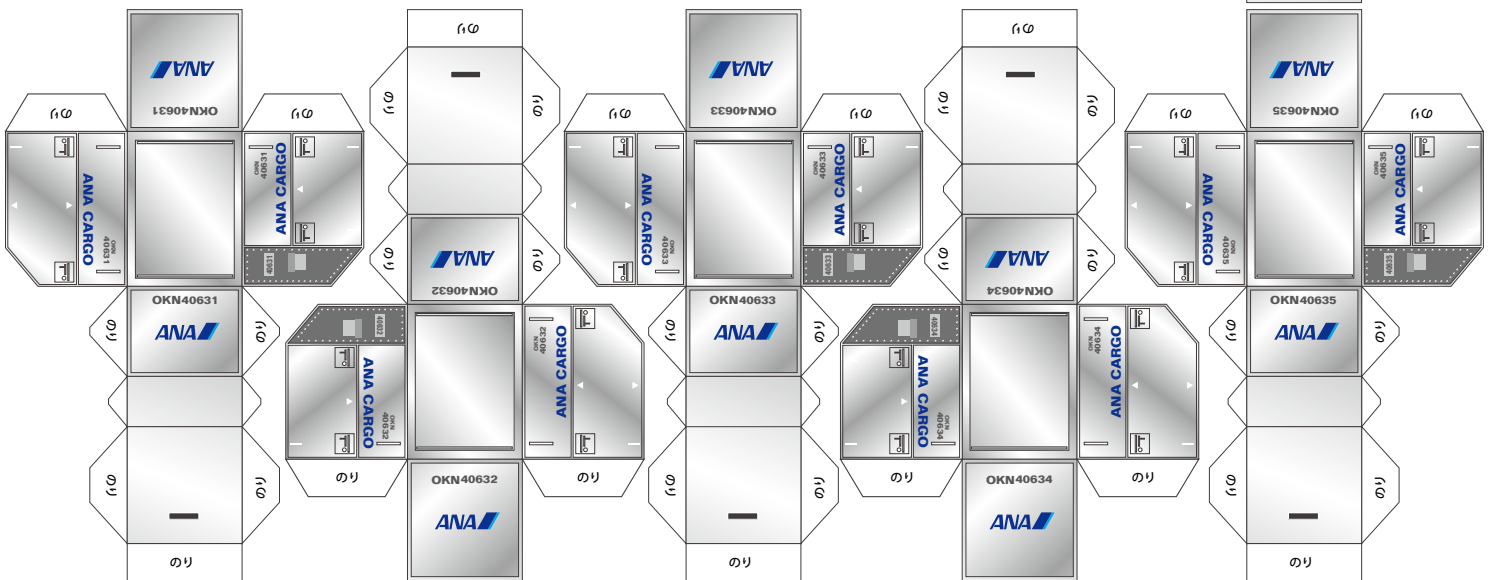 OKN40631
ANA
のり
のり
ANA CARGO
OKN
40631
OKN
40631
ANA CARGO
40631
OKN40631
ANA
のり
のり
のり
のり
のり
のり
のり
のり
OKN40632
ANA
のり
のり
40632
ANA CARGO
OKN
40632
OKN
40632
ANA CARGO
のり
のり
OKN40632
ANA
OKN40633
ANA
のり
のり
ANA CARGO
OKN
40633
OKN
40633
ANA CARGO
40633
OKN40633
ANA
のり
のり
のり
のり
のり
のり
のり
のり
OKN40634
ANA
のり
のり
40634
ANA CARGO
OKN
40634
OKN
40634
ANA CARGO
のり
のり
OKN40634
ANA
OKN40635
ANA
のり
のり
ANA CARGO
OKN
40635
OKN
40635
ANA CARGO
40635
OKN40635
ANA
のり
のり
のり
のり
のり